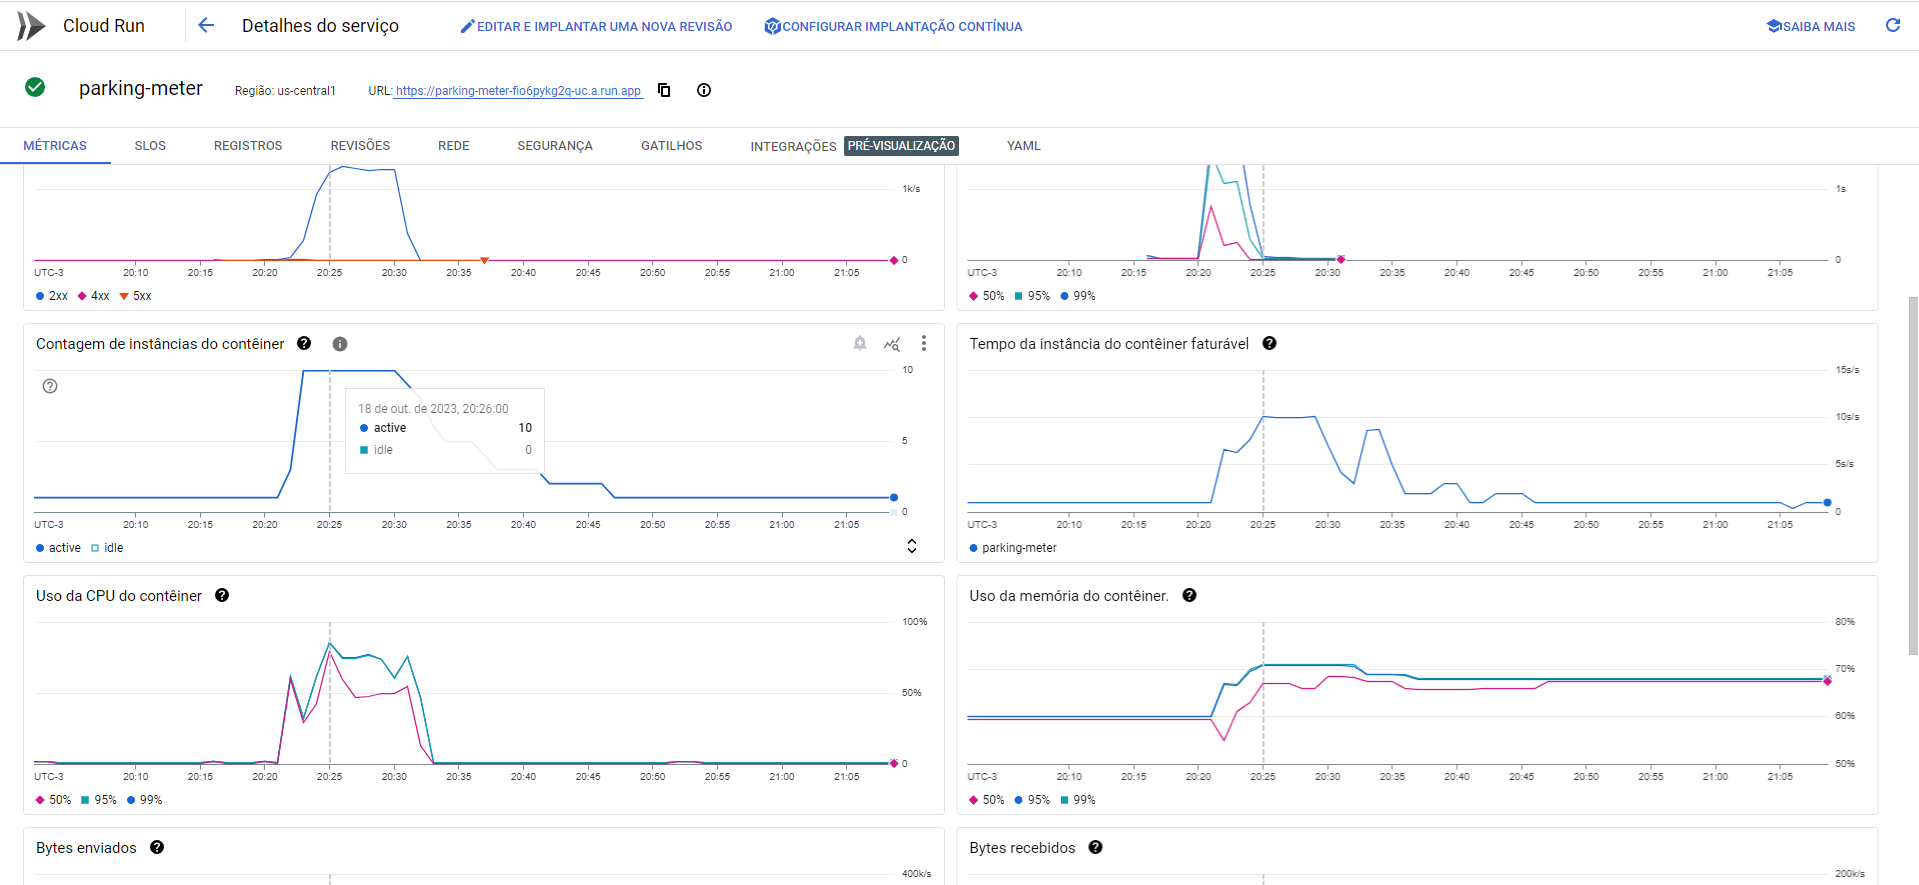 Cloud Run
Detalhes do serviço
EDITAR E IMPLANTAR UMA NOVA REVISÃO
CONFIGURAR IMPLANTAÇÃO CONTÍNUA
SAIBA MAIS
parking-meter
Região: us-central1
URL: https://parking-meter-fio6pykg2q-uc.a.run.app
MÉTRICAS SLOS REGISTROS REVISÕES REDE SEGURANÇA GATILHOS INTEGRAÇÕES PRÉ-VISUALIZAÇÃO YAML
1k/s
0
UTC-3 20:10 20:15 20:20 20:25 20:30 20:35 20:40 20:45 20:50 20:55 21:00 21:05
2xx 4xx 5xx
1s
0
UTC-3 20:10 20:15 20:20 20:25 20:30 20:35 20:40 20:45 20:50 20:55 21:00 21:05
50% 95% 99%
Contagem de instâncias do contêiner
10
5
0
18 de out. de 2023, 20:26:00
active 10
idle 0
UTC-3 20:10 20:15 20:20 20:25 20:30 20:35 20:40 20:45 20:50 20:55 21:00 21:05
active idle
Tempo da instância do contêiner faturável
15s/s
10s/s
5s/s
0
UTC-3 20:10 20:15 20:20 20:25 20:30 20:35 20:40 20:45 20:50 20:55 21:00 21:05
parking-meter
Uso da CPU do contêiner
100%
50%
0
UTC-3 20:10 20:15 20:20 20:25 20:30 20:35 20:40 20:45 20:50 20:55 21:00 21:05
50% 95% 99%
Uso da memória do contêiner.
80%
70%
60%
50%
UTC-3 20:10 20:15 20:20 20:25 20:30 20:35 20:40 20:45 20:50 20:55 21:00 21:05
50% 95% 99%
Bytes enviados
400k/s
Bytes recebidos
200k/s